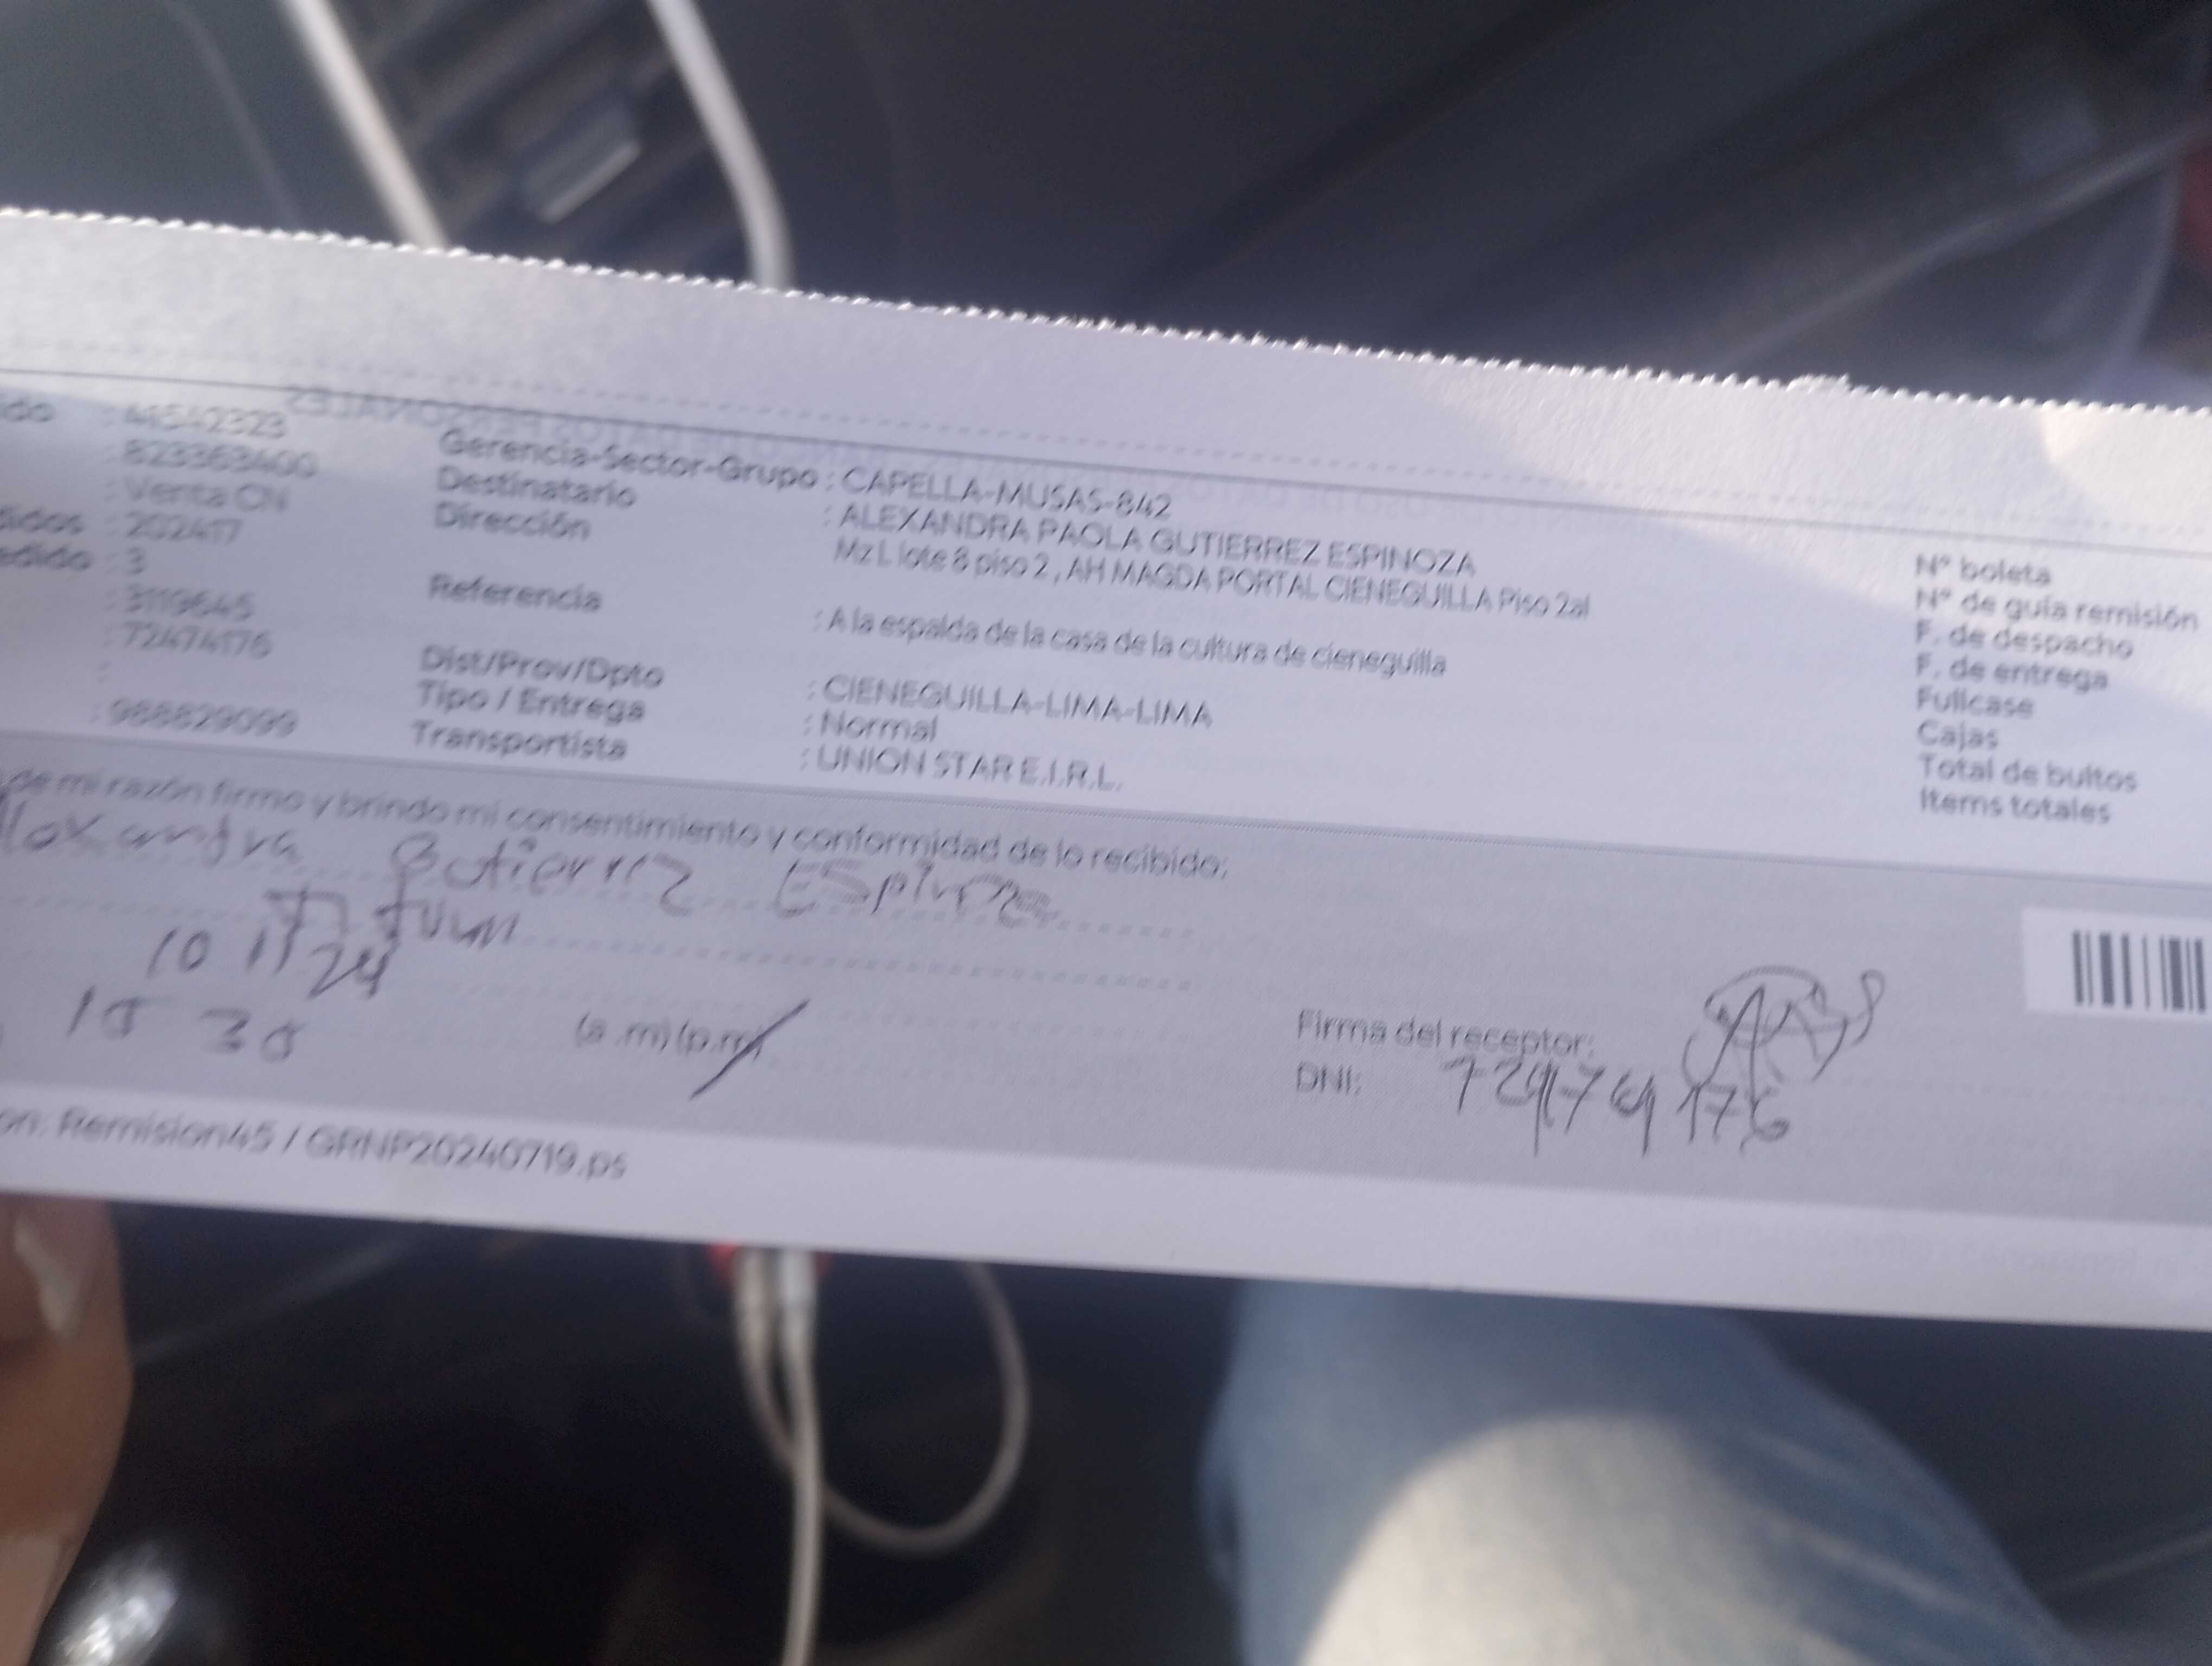 ido : 44542323
: 823363400
: Venta CN
didos : 202417
edido : 3
: 3119645
: 72474176
:
: 988829099
Gerencia-Sector-Grupo : CAPELLA-MUSAS-842
Destinatario : ALEXANDRA PAOLA GUTIERREZ ESPINOZA
Dirección Mz L lote 8 piso 2 , AH MAGDA PORTAL CIENEGUILLA Piso 2al
Referencia : A la espalda de la casa de la cultura de cieneguilla
Dist/Prov/Dpto : CIENEGUILLA-LIMA-LIMA
Tipo / Entrega : Normal
Transportista : UNION STAR E.I.R.L.
N° boleta
N° de guía remisión
F. de despacho
F. de entrega
Fullcase
Cajas
Total de bultos
Items totales
de mi razón firmo y brindo mi consentimiento y conformidad de lo recibido:
Gutierrez Espinoza
10 11 24
(a.m) (p.m)
Firma del receptor:
DNI: 72474176
on: Remision45 / GRNP20240719.ps